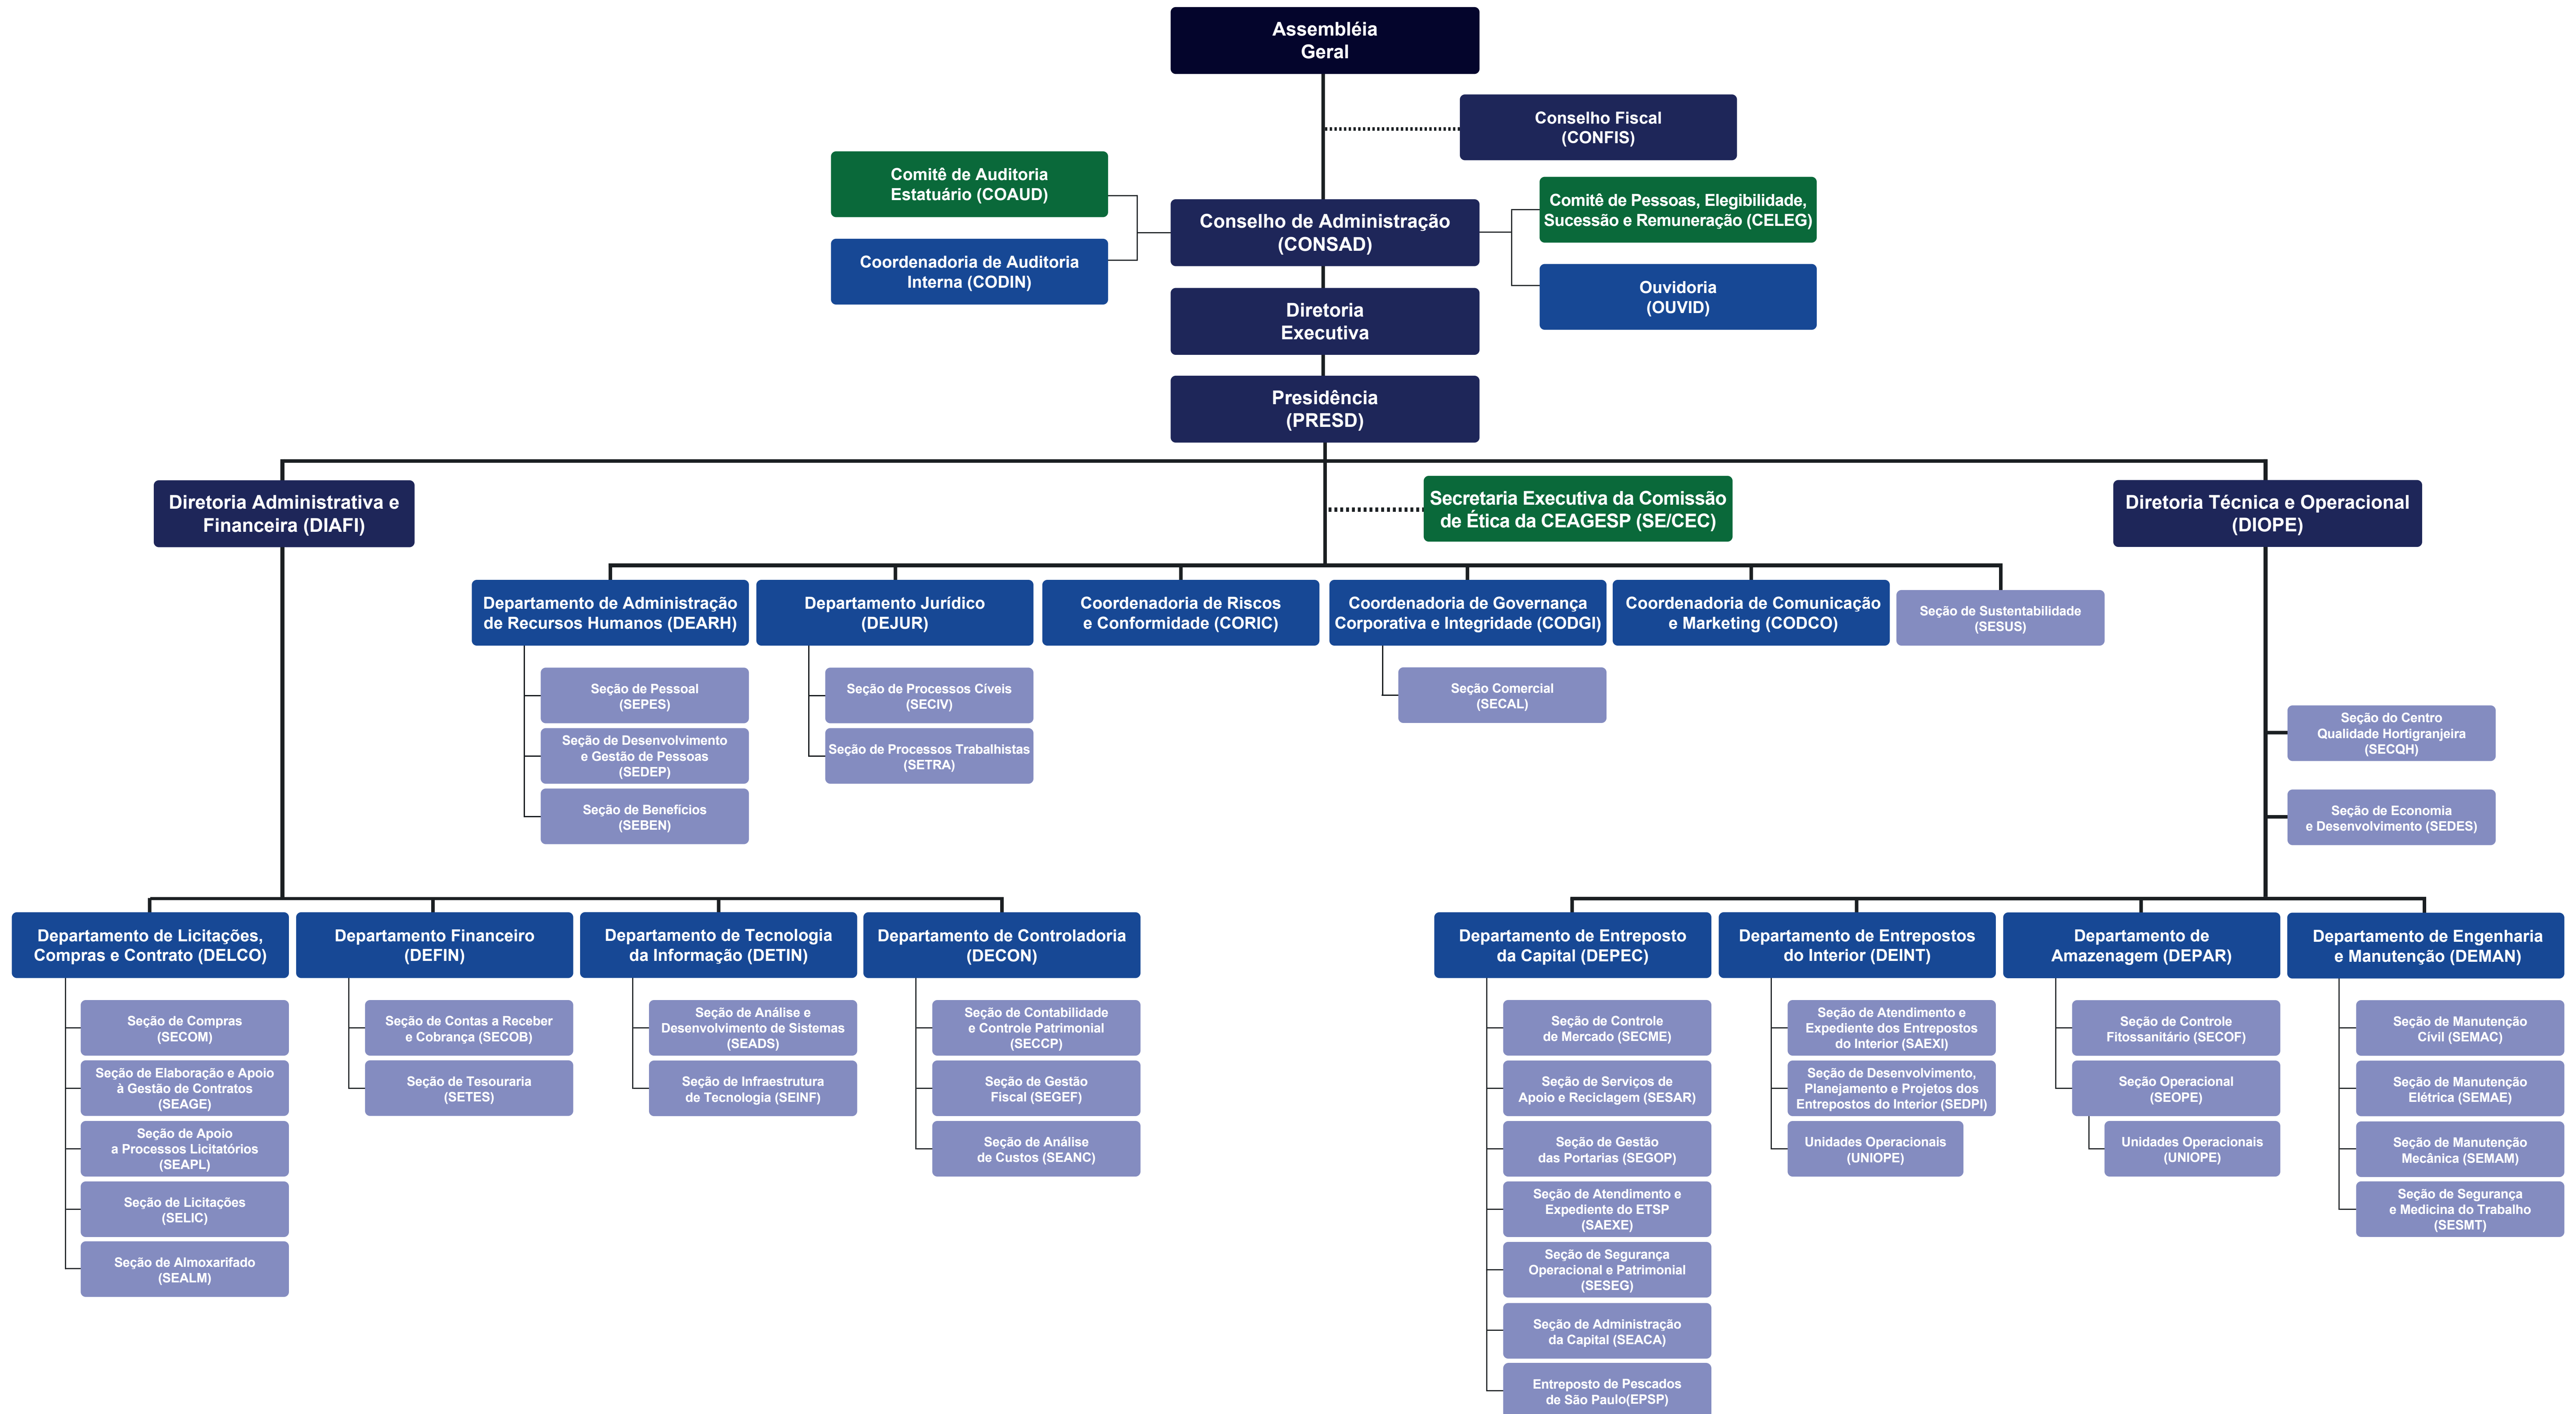 Assembléia
Geral
Conselho Fiscal
(CONFIS)
Comitê de Auditoria
Estatuário (COAUD)
Comitê de Pessoas, Elegibilidade,
Sucessão e Remuneração (CELEG)
Conselho de Administração
(CONSAD)
Coordenadoria de Auditoria
Interna (CODIN)
Ouvidoria
(OUVID)
Diretoria
Executiva
Presidência
(PRESD)
Diretoria Administrativa e
Financeira (DIAFI)
Secretaria Executiva da Comissão
de Ética da CEAGESP (SE/CEC)
Diretoria Técnica e Operacional
(DIOPE)
Departamento de Administração
de Recursos Humanos (DEARH)
Departamento Jurídico
(DEJUR)
Coordenadoria de Riscos
e Conformidade (CORIC)
Coordenadoria de Governança
Corporativa e Integridade (CODGI)
Coordenadoria de Comunicação
e Marketing (CODCO)
Seção de Sustentabilidade
(SESUS)
Seção de Pessoal
(SEPES)
Seção de Desenvolvimento
e Gestão de Pessoas
(SEDEP)
Seção de Beneficios
(SEBEN)
Seção de Processos Cíveis
(SECIV)
Seção de Processos Trabalhistas
(SETRA)
Seção Comercial
(SECAL)
Seção do Centro
Qualidade Hortigranjeira
(SECQH)
Seção de Economia
e Desenvolvimento (SEDES)
Departamento de Licitações,
Compras e Contrato (DELCO)
Departamento Financeiro
(DEFIN)
Departamento de Tecnologia
da Informação (DETIN)
Departamento de Controladoria
(DECON)
Departamento de Entreposto
da Capital (DEPEC)
Departamento de Entrepostos
do Interior (DEINT)
Departamento de
Amazenagem (DEPAR)
Departamento de Engenharia
e Manutenção (DEMAN)
Seção de Compras
(SECOM)
Seção de Elaboração e Apoio
à Gestão de Contratos
(SEAGE)
Seção de Apoio
a Processos Licitatórios
(SEAPL)
Seção de Licitações
(SELIC)
Seção de Almoxarifado
(SEALM)
Seção de Contas a Receber
e Cobrança (SECOB)
Seção de Tesouraria
(SETES)
Seção de Análise e
Desenvolvimento de Sistemas
(SEADS)
Seção de Infraestrutura
de Tecnologia (SEINF)
Seção de Contabilidade
e Controle Patrimonial
(SECCP)
Seção de Gestão
Fiscal (SEGEF)
Seção de Análise
de Custos (SEANC)
Seção de Controle
de Mercado (SECME)
Seção de Serviços de
Apoio e Reciclagem (SESAR)
Seção de Gestão
das Portarias (SEGOP)
Seção de Atendimento e
Expediente do ETSP
(SAEXE)
Seção de Segurança
Operacional e Patrimonial
(SESEG)
Seção de Administração
da Capital (SEACA)
Entreposto de Pescados
de São Paulo(EPSP)
Seção de Atendimento e
Expediente dos Entrepostos
do Interior (SAEXI)
Seção de Desenvolvimento,
Planejamento e Projetos dos
Entrepostos do Interior (SEDPI)
Unidades Operacionais
(UNIOPE)
Seção de Controle
Fitossanitário (SECOF)
Seção Operacional
(SEOPE)
Unidades Operacionais
(UNIOPE)
Seção de Manutenção
Cívil (SEMAC)
Seção de Manutenção
Elétrica (SEMAE)
Seção de Manutenção
Mecânica (SEMAM)
Seção de Segurança
e Medicina do Trabalho
(SESMT)